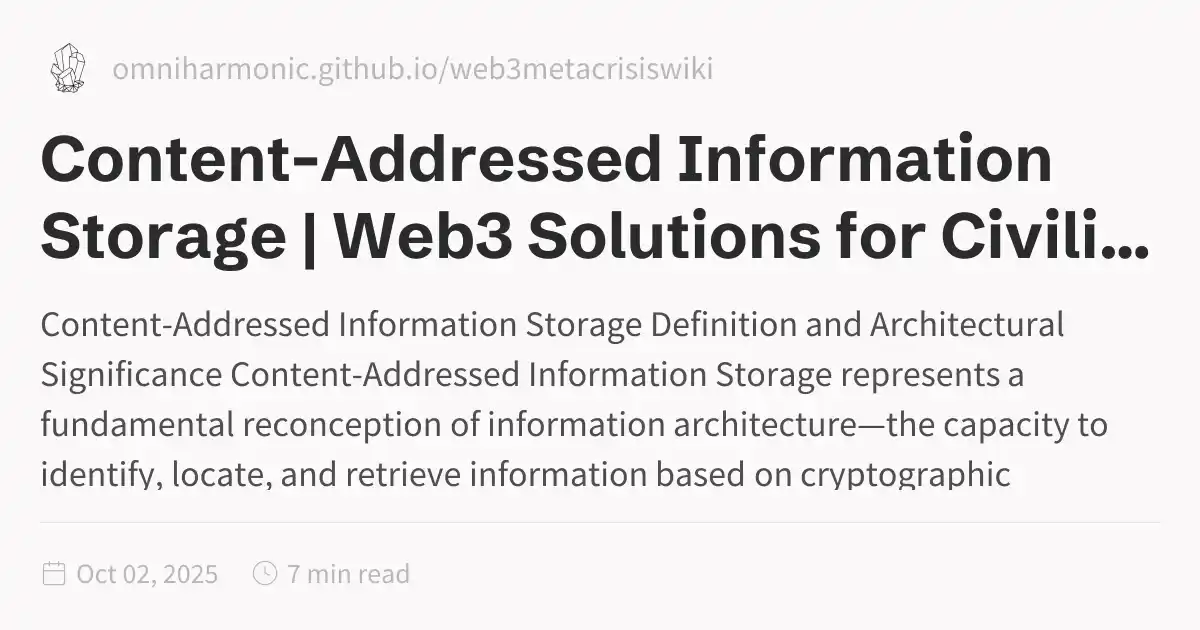 omniharmonic.github.io/web3metacrisiswiki
Content-Addressed Information
Storage | Web3 Solutions for Civili...
Content-Addressed Information Storage Definition and Architectural
Significance Content-Addressed Information Storage represents a
fundamental reconception of information architecture—the capacity to
identify, locate, and retrieve information based on cryptographic
Oct 02, 2025
7 min read